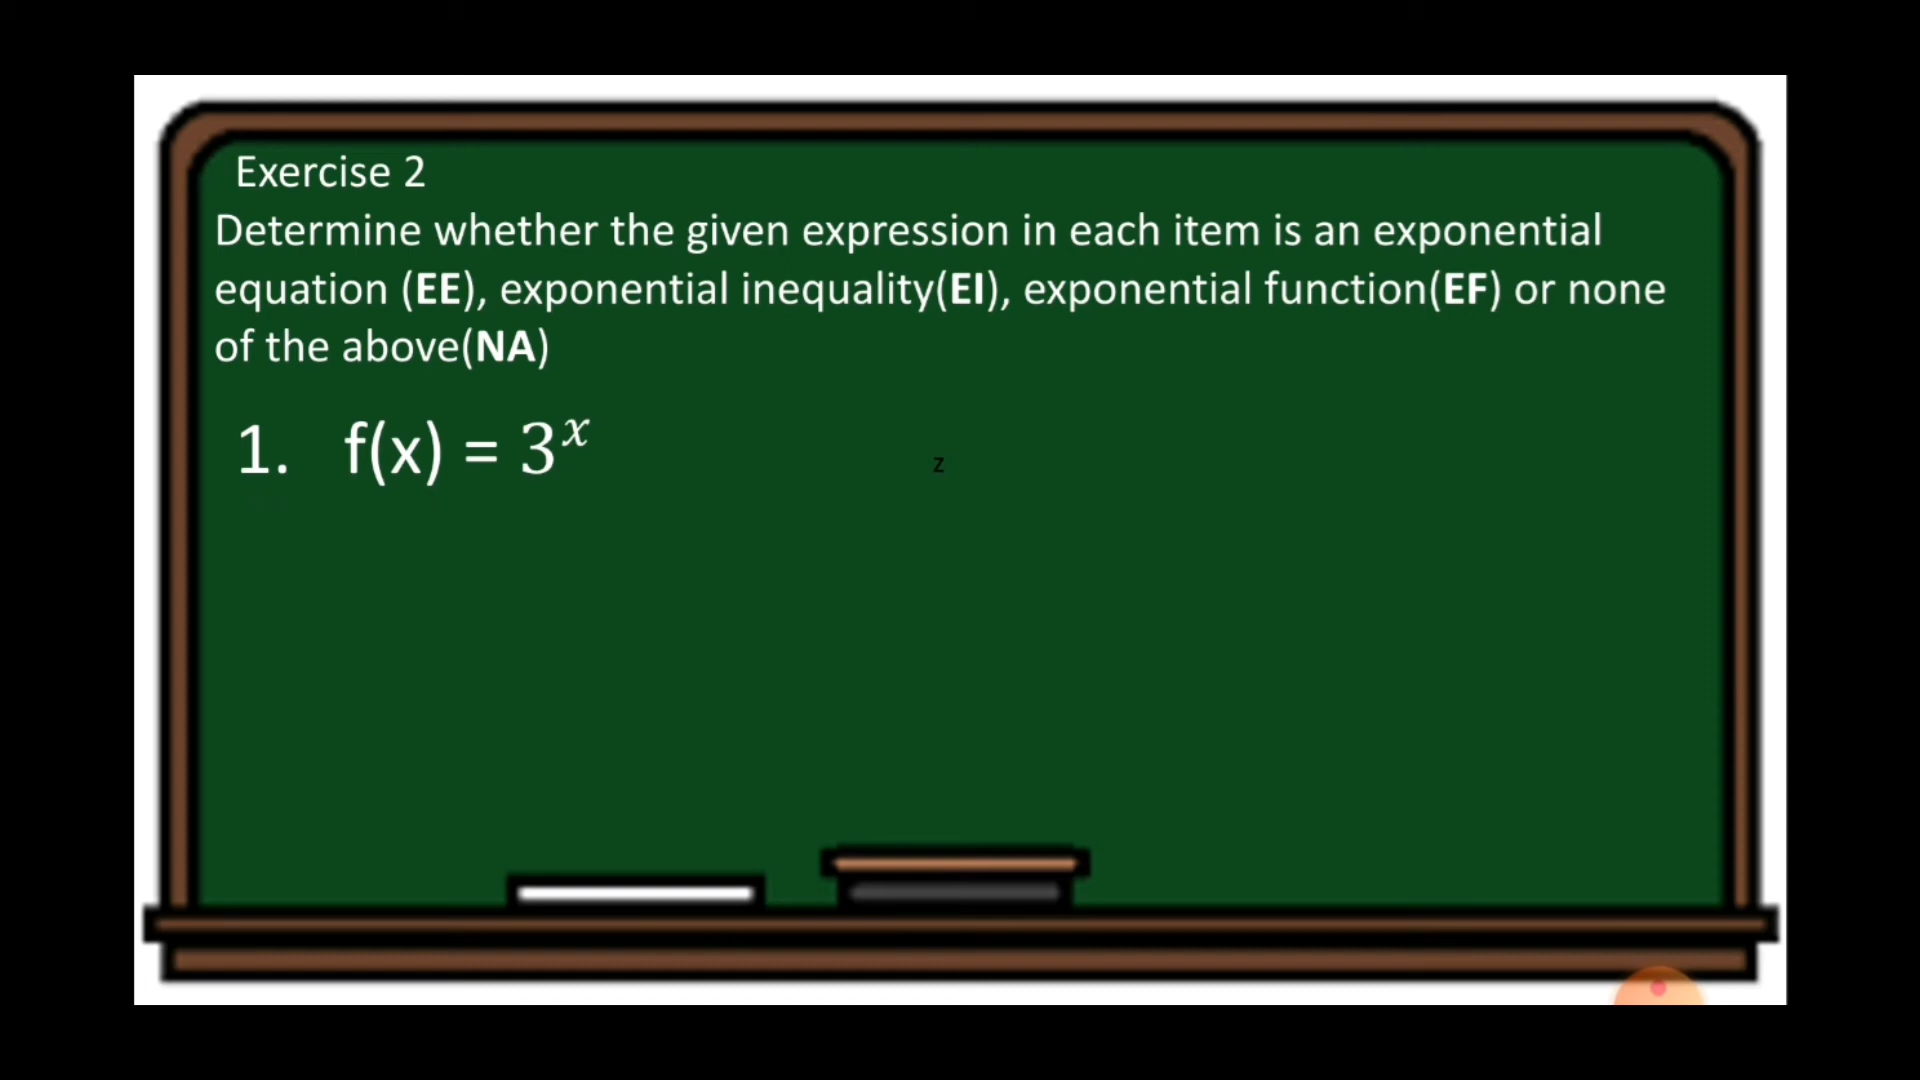 Exercise 2
Determine whether the given expression in each item is an exponential
equation (EE), exponential inequality(EI), exponential function(EF) or none
of the above(NA)
1. f(x) = 3ˣ
z